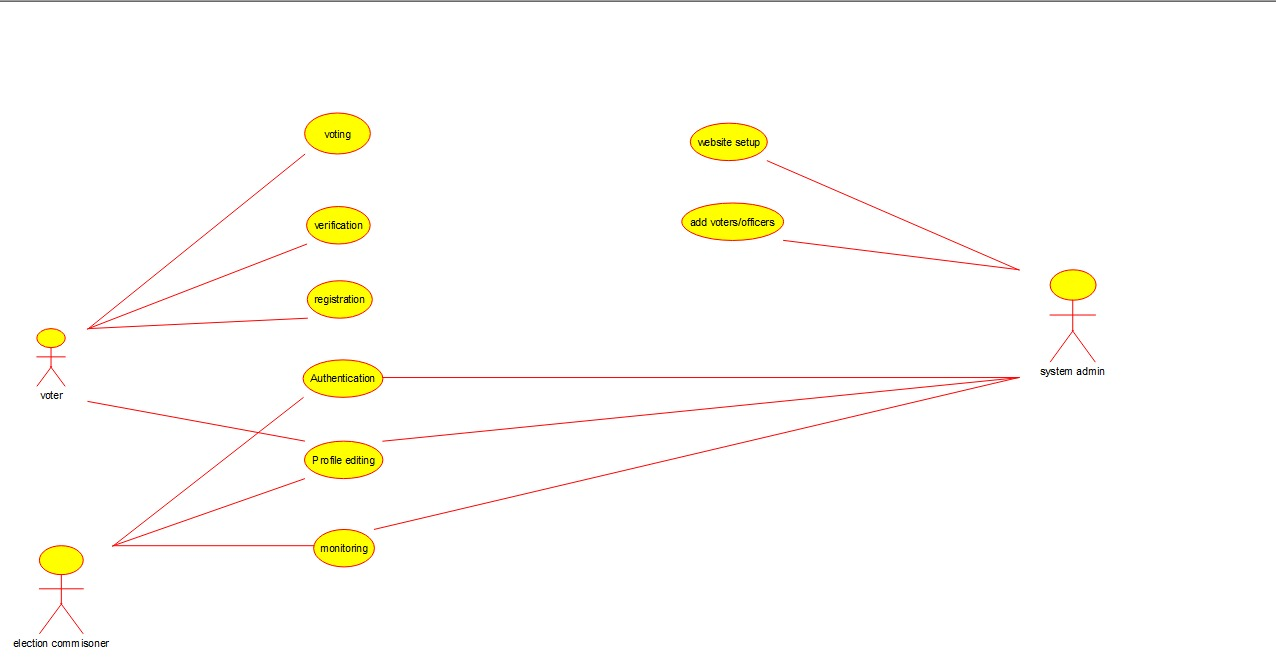 voting
website setup
verification
add voters/officers
registration
system admin
Authentication
voter
Profile editing
monitoring
election commisoner